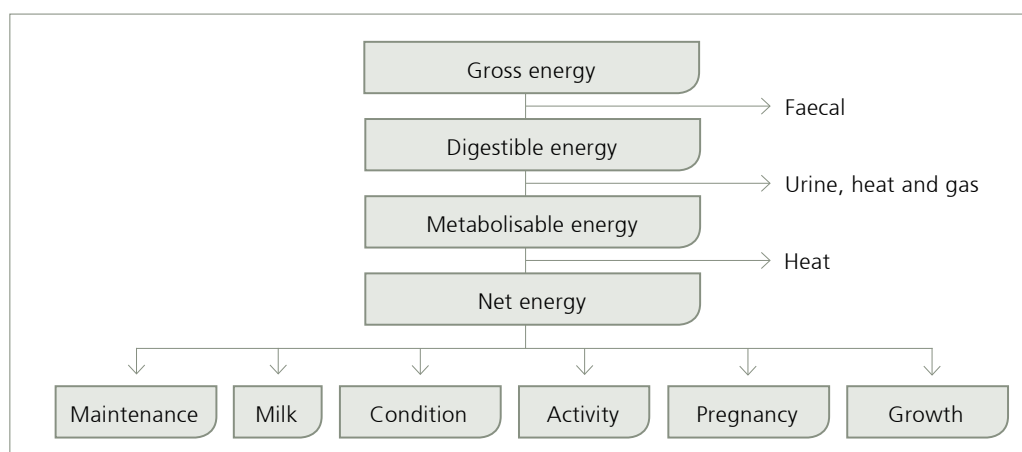 Gross energy
Faecal
Digestible energy
Urine, heat and gas
Metabolisable energy
Heat
Net energy
Maintenance
Milk
Condition
Activity
Pregnancy
Growth